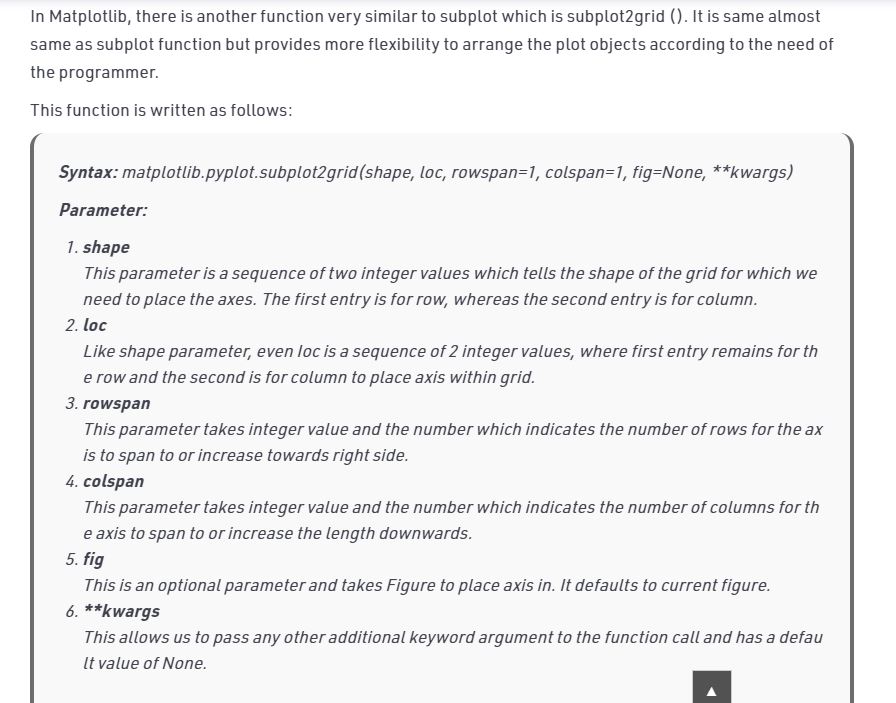 In Matplotlib, there is another function very similar to subplot which is subplot2grid (). It is same almost
same as subplot function but provides more flexibility to arrange the plot objects according to the need of
the programmer.
This function is written as follows:
Syntax: matplotlib.pyplot.subplot2grid(shape, loc, rowspan=1, colspan=1, fig=None, **kwargs)
Parameter:
1. shape
This parameter is a sequence of two integer values which tells the shape of the grid for which we
need to place the axes. The first entry is for row, whereas the second entry is for column.
2. loc
Like shape parameter, even loc is a sequence of 2 integer values, where first entry remains for th
e row and the second is for column to place axis within grid.
3. rowspan
This parameter takes integer value and the number which indicates the number of rows for the ax
is to span to or increase towards right side.
4. colspan
This parameter takes integer value and the number which indicates the number of columns for th
e axis to span to or increase the length downwards.
5. fig
This is an optional parameter and takes Figure to place axis in. It defaults to current figure.
6. **kwargs
This allows us to pass any other additional keyword argument to the function call and has a defau
lt value of None.